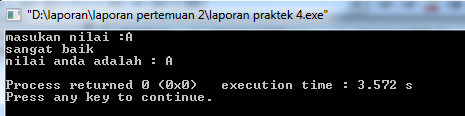 "D:\laporan\laporan pertemuan 2\laporan praktek 4.exe"
masukan nilai :A
sangat baik
nilai anda adalah : A
Process returned 0 (0x0)   execution time : 3.572 s
Press any key to continue.